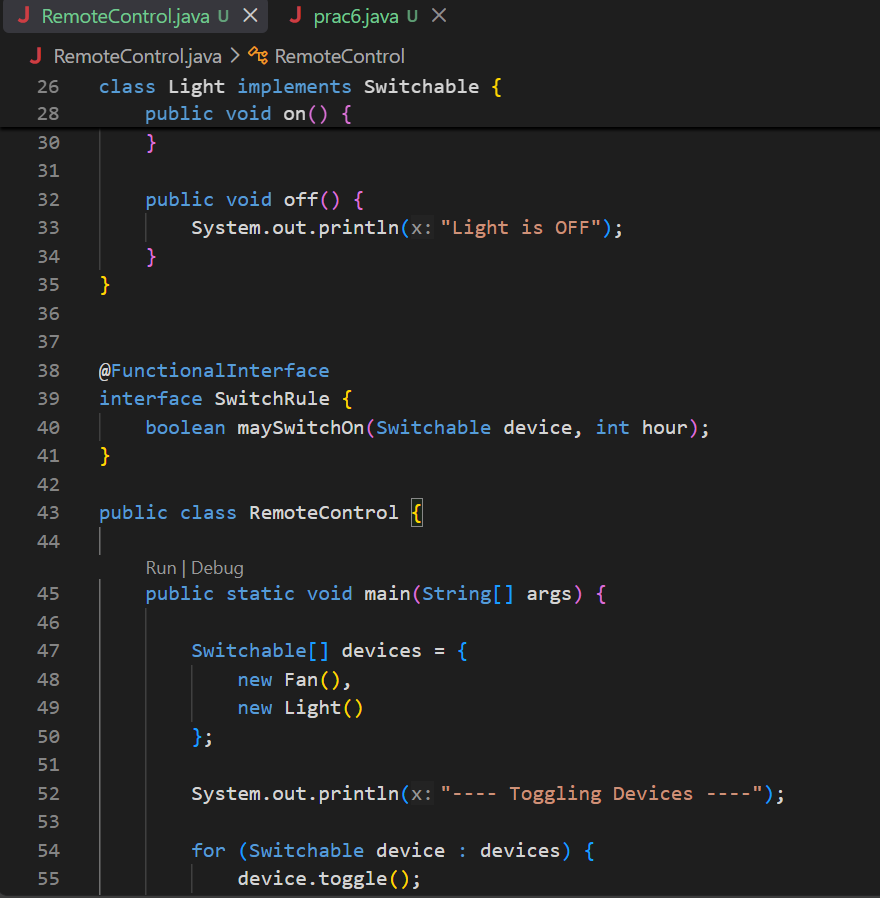 J RemoteControl.java U ✕ J prac6.java U ✕
J RemoteControl.java > RemoteControl
26 class Light implements Switchable {
28     public void on() {
30     }
31
32     public void off() {
33         System.out.println(x: "Light is OFF");
34     }
35 }
36
37
38 @FunctionalInterface
39 interface SwitchRule {
40     boolean maySwitchOn(Switchable device, int hour);
41 }
42
43 public class RemoteControl {
44
Run | Debug
45     public static void main(String[] args) {
46
47         Switchable[] devices = {
48             new Fan(),
49             new Light()
50         };
51
52         System.out.println(x: "---- Toggling Devices ----");
53
54         for (Switchable device : devices) {
55             device.toggle();